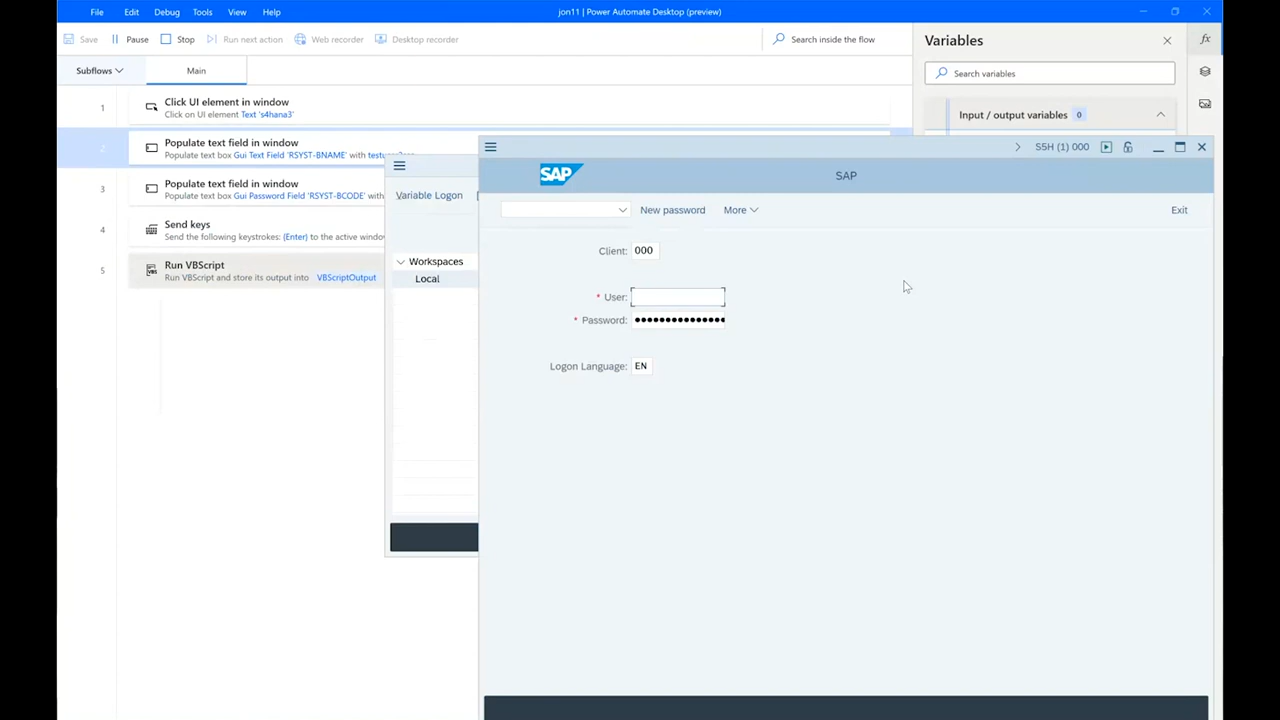 File Edit Debug Tools View Help
jon11 | Power Automate Desktop (preview)
Save Pause Stop Run next action Web recorder Desktop recorder
Search inside the flow
Subflows Main
1 Click UI element in window
Click on UI element Text 's4hana3'
2 Populate text field in window
Populate text box Gui Text Field 'RSYST-BNAME' with
3 Populate text field in window
Populate text box Gui Password Field 'RSYST-BCODE' with
4 Send keys
Send the following keystrokes: {Enter} to the active window
5 Run VBScript
Run VBScript and store its output into VBScriptOutput
Variables
fx
Search variables
Input / output variables 0
Variable Logon
Workspaces
Local
S5H (1) 000
SAP
SAP
New password More
Exit
Client: 000
* User:
* Password: ●●●●●●●●●●●●●●●
Logon Language: EN